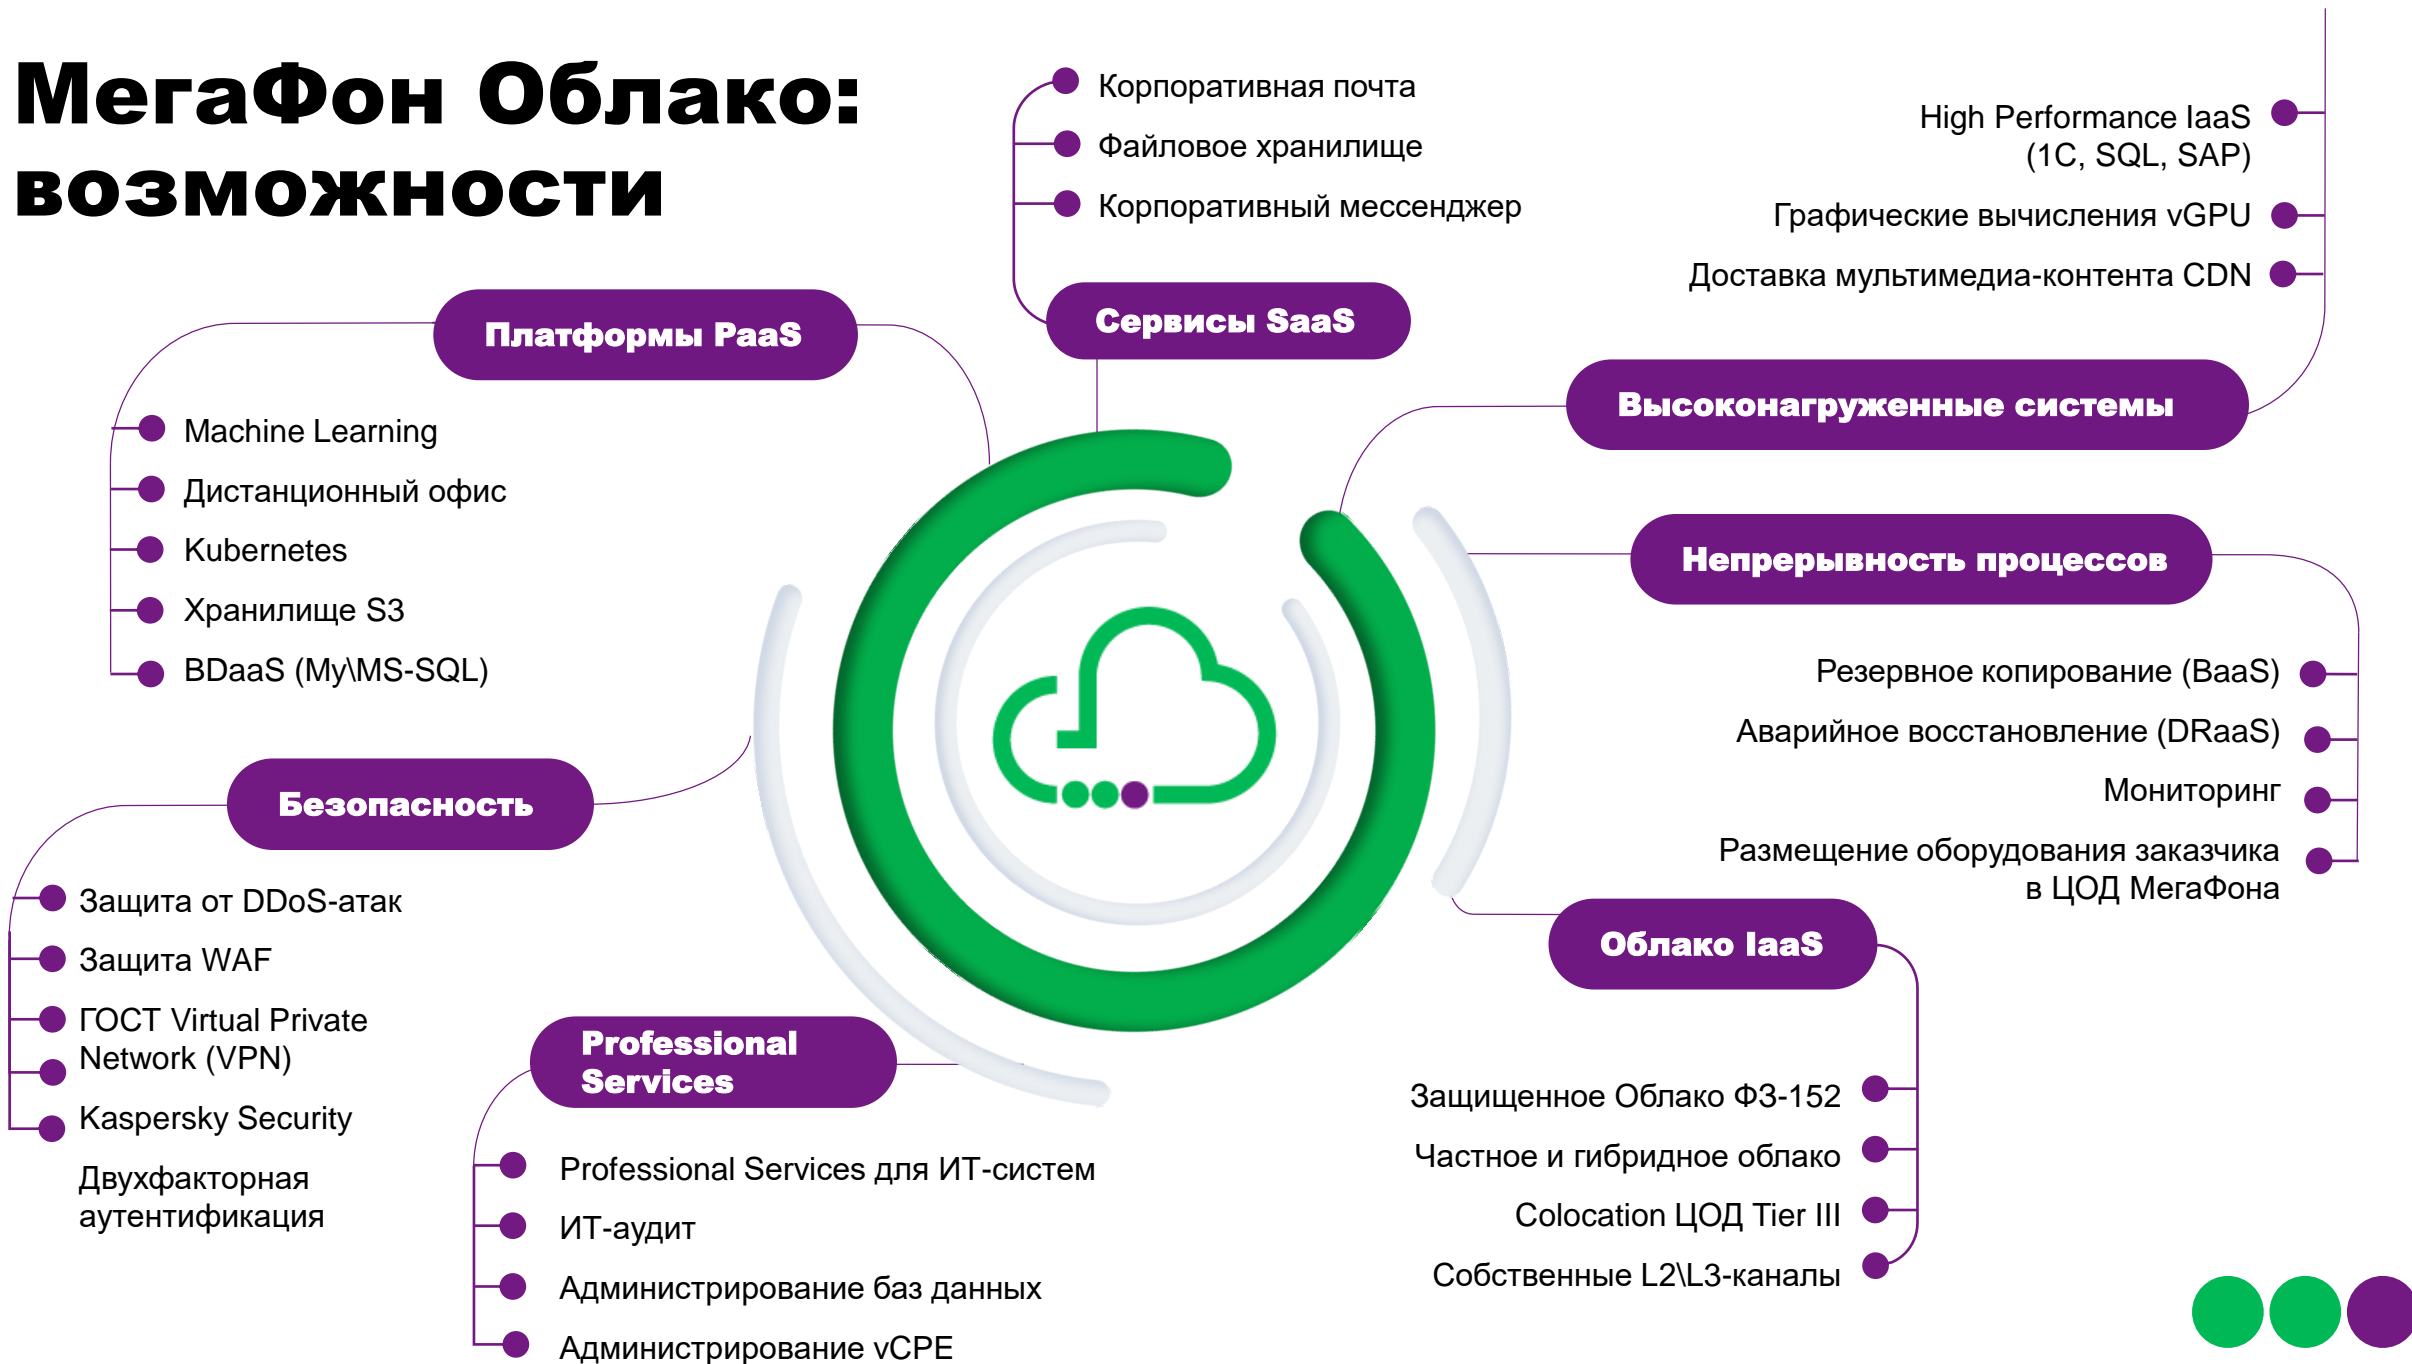 МегаФон Облако:
возможности
Корпоративная почта
Файловое хранилище
Корпоративный мессенджер
Сервисы SaaS
High Performance IaaS
(1C, SQL, SAP)
Графические вычисления vGPU
Доставка мультимедиа-контента CDN
Высоконагруженные системы
Платформы PaaS
Machine Learning
Дистанционный офис
Kubernetes
Хранилище S3
BDaaS (My\MS-SQL)
Непрерывность процессов
Резервное копирование (BaaS)
Аварийное восстановление (DRaaS)
Мониторинг
Размещение оборудования заказчика
в ЦОД МегаФона
Безопасность
Защита от DDoS-атак
Защита WAF
ГОСТ Virtual Private
Network (VPN)
Kaspersky Security
Двухфакторная
аутентификация
Professional
Services
Professional Services для ИТ-систем
ИТ-аудит
Администрирование баз данных
Администрирование vCPE
Облако IaaS
Защищенное Облако ФЗ-152
Частное и гибридное облако
Colocation ЦОД Tier III
Собственные L2\L3-каналы